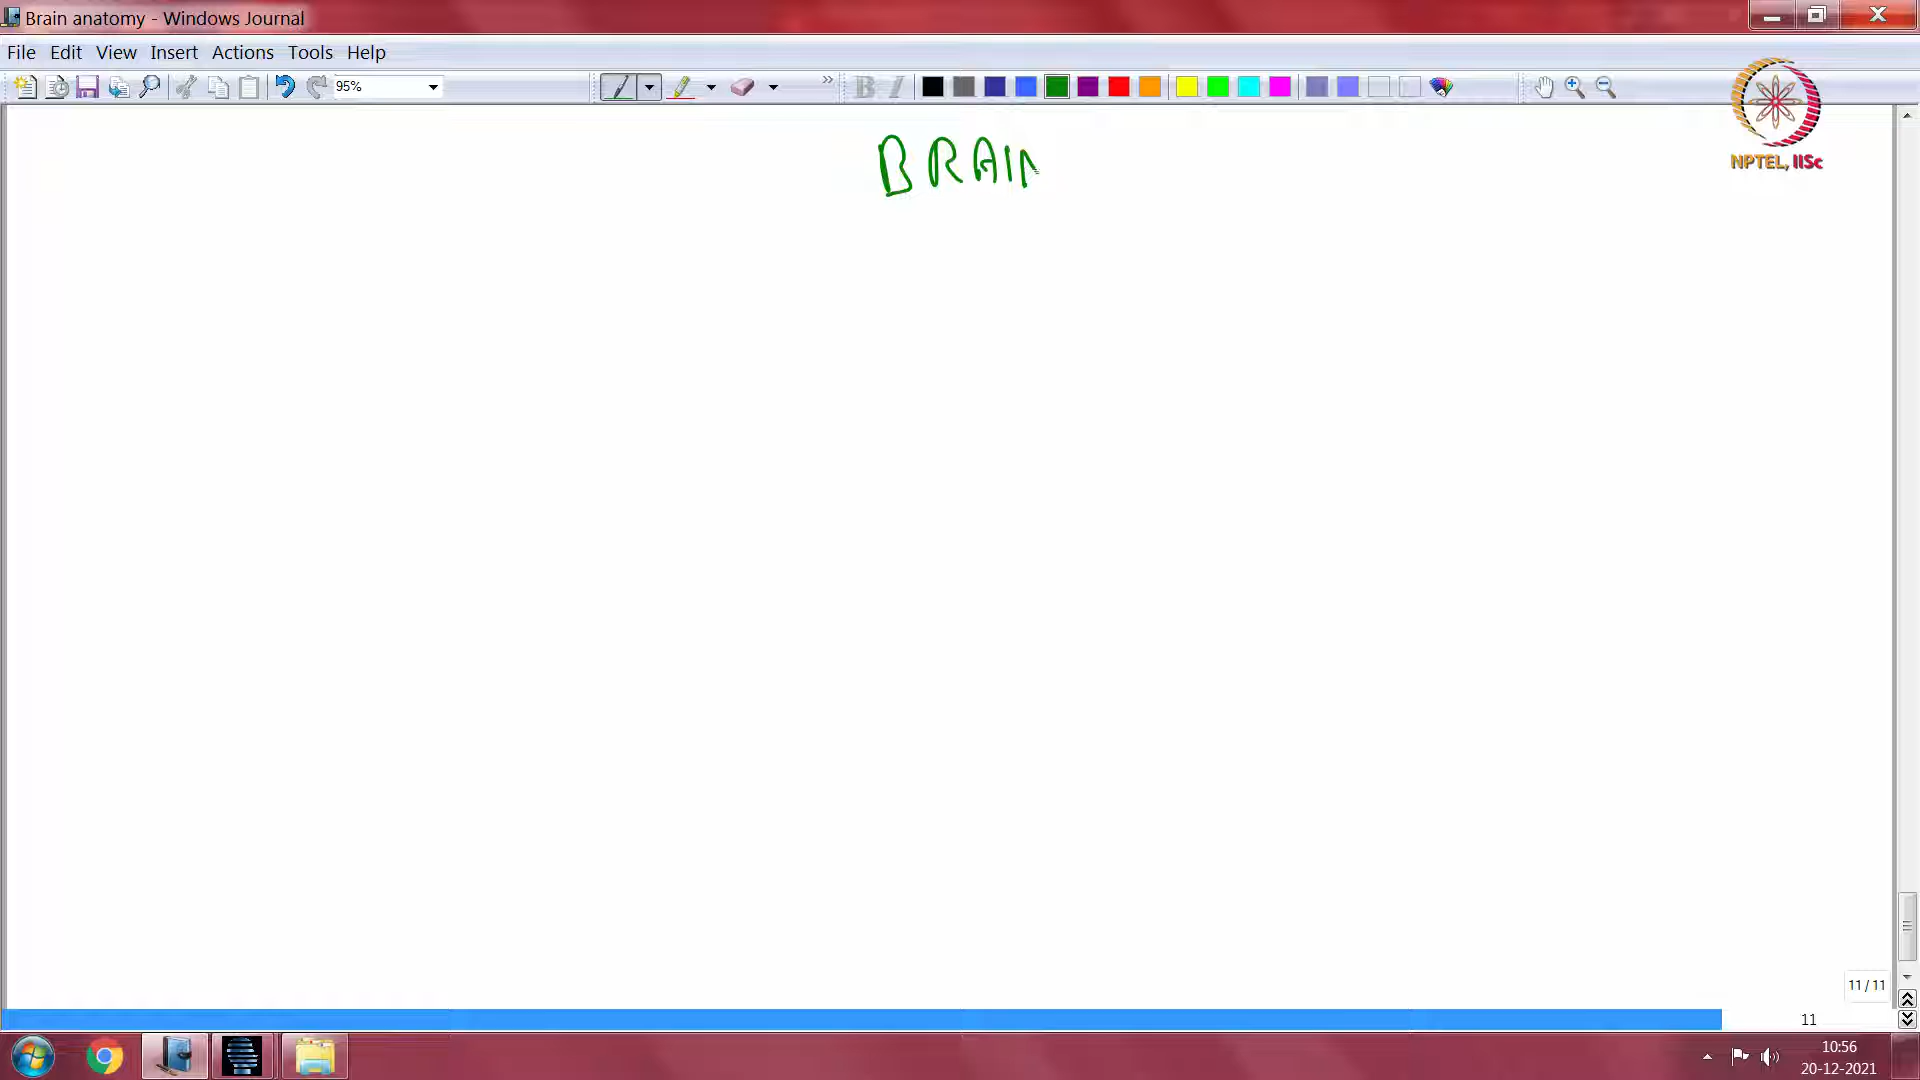 Brain anatomy - Windows Journal
File Edit View Insert Actions Tools Help
95%
NPTEL, IISc
BRAIN
11 / 11
11
10:56
20-12-2021